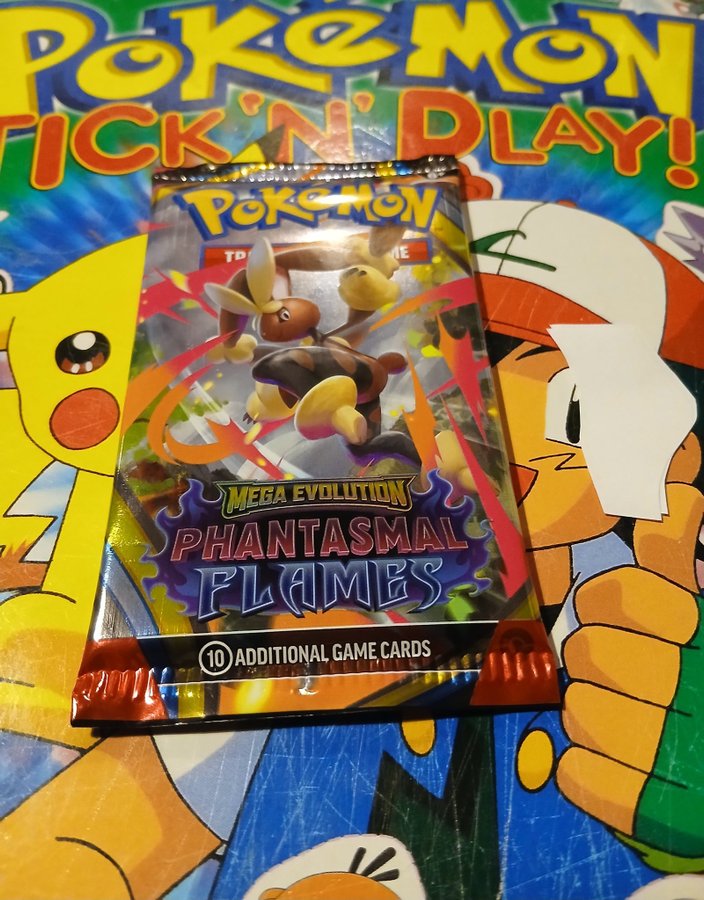 POKéMON
TICK 'N' PLAY!
POKéMON
MEGA EVOLUTION
PHANTASMAL
FLAMES
10 ADDITIONAL GAME CARDS